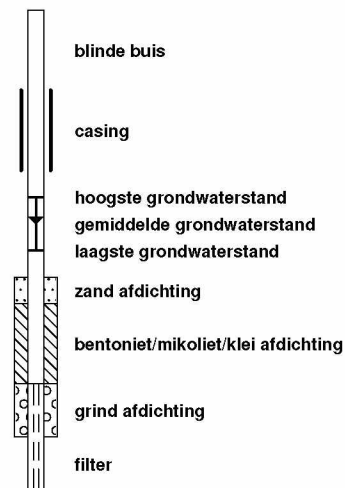 blinde buis
casing
hoogste grondwaterstand
gemiddelde grondwaterstand
laagste grondwaterstand
zand afdichting
bentoniet/mikoliet/klei afdichting
grind afdichting
filter